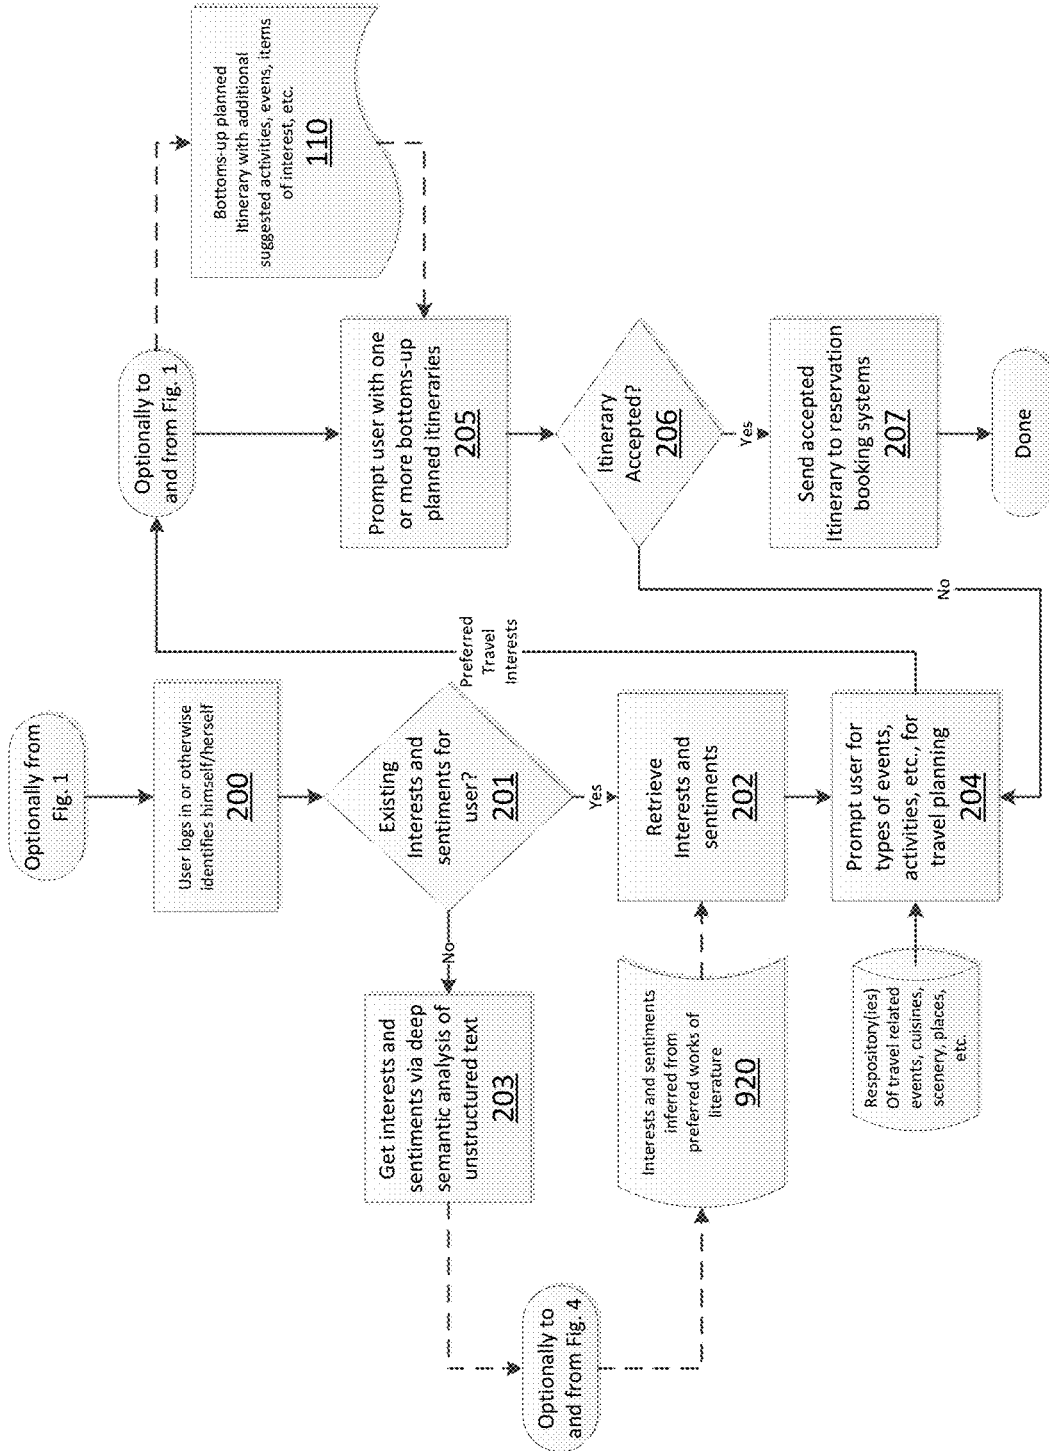 Optionally from
Fig. 1
User logs in or otherwise
identifies himself/herself
200
Existing
Interests and
sentiments for
user?
201
No
Yes
Get interests and
sentiments via deep
semantic analysis of
unstructured text
203
Optionally to
and from Fig. 4
Interests and sentiments
inferred from
preferred works of
literature
920
Retrieve
Interests and
sentiments
202
Respository(ies)
Of travel related
events, cuisines,
scenery, places,
etc.
Prompt user for
types of events,
activities, etc., for
travel planning
204
Preferred
Travel
Interests
Optionally to
and from Fig. 1
Bottoms-up planned
Itinerary with additional
suggested activities, evens, items
of interest, etc.
110
Prompt user with one
or more bottoms-up
planned itineraries
205
Itinerary
Accepted?
206
No
Yes
Send accepted
Itinerary to reservation
booking systems
207
Done